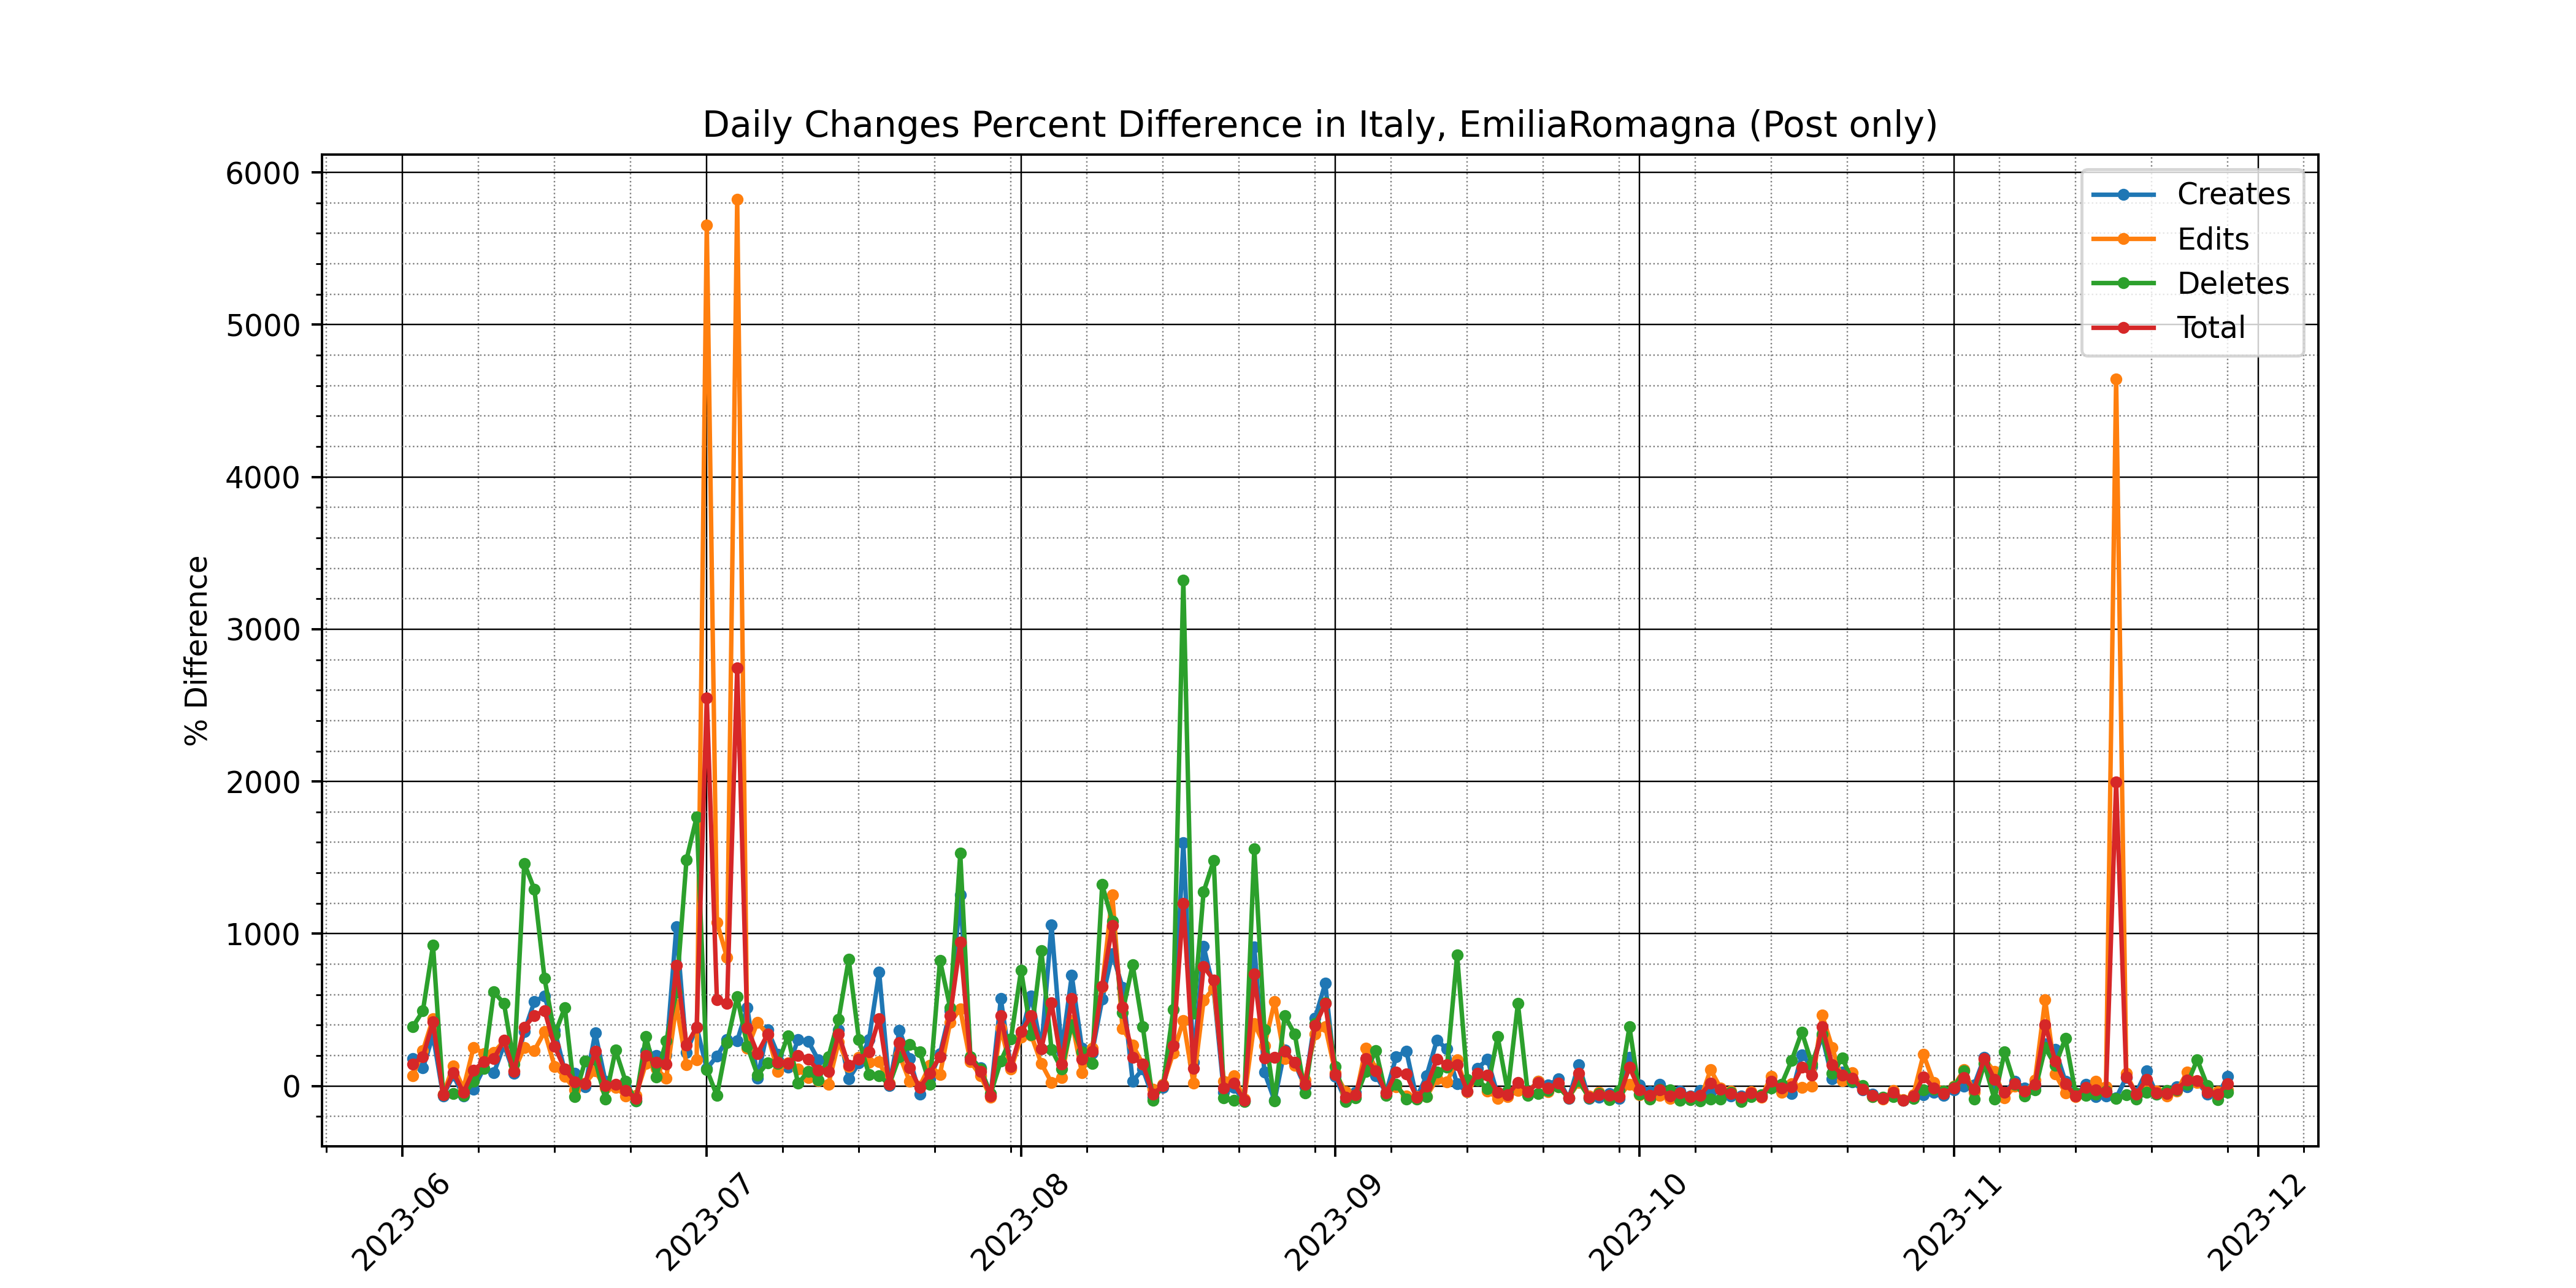 Daily Changes Percent Difference in Italy, EmiliaRomagna (Post only)
6000
5000
4000
3000
2000
1000
0
% Difference
Creates
Edits
Deletes
Total
2023-06
2023-07
2023-08
2023-09
2023-10
2023-11
2023-12